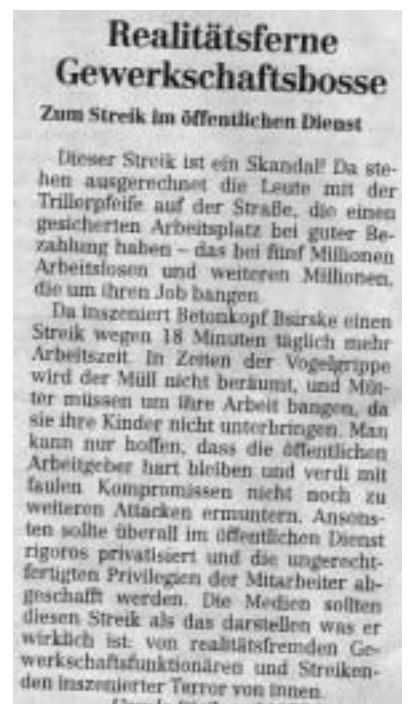 Realitätsferne
Gewerkschaftsbosse
Zum Streik im öffentlichen Dienst
Dieser Streik ist ein Skandal! Da ste-
hen ausgerechnet die Leute mit der
Trillerpfeife auf der Straße, die einen
gesicherten Arbeitsplatz bei guter Be-
zahlung haben – das bei fünf Millionen
Arbeitslosen und weiteren Millionen,
die um ihren Job bangen.
Da inszeniert Betonkopf Bsirske einen
Streik wegen 18 Minuten täglich mehr
Arbeitszeit. In Zeiten der Vogelgrippe
wird der Müll nicht beräumt, und Müt-
ter müssen um ihre Arbeit bangen, da
sie ihre Kinder nicht unterbringen. Man
kann nur hoffen, dass die öffentlichen
Arbeitgeber hart bleiben und verdi mit
faulen Kompromissen nicht noch zu
weiteren Attacken ermuntern. Ansons-
ten sollte überall im öffentlichen Dienst
rigoros privatisiert und die ungerecht-
fertigten Privilegien der Mitarbeiter ab-
geschafft werden. Die Medien sollten
diesen Streik als das darstellen was er
wirklich ist: von realitätsfremden Ge-
werkschaftsfunktionären und Streiken-
den inszenierter Terror von innen.